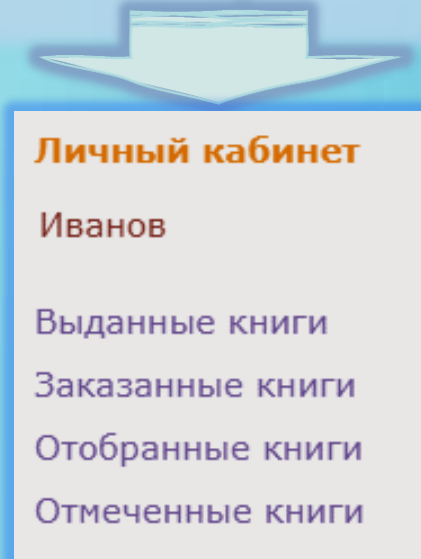 Личный кабинет
Иванов
Выданные книги
Заказанные книги
Отобранные книги
Отмеченные книги